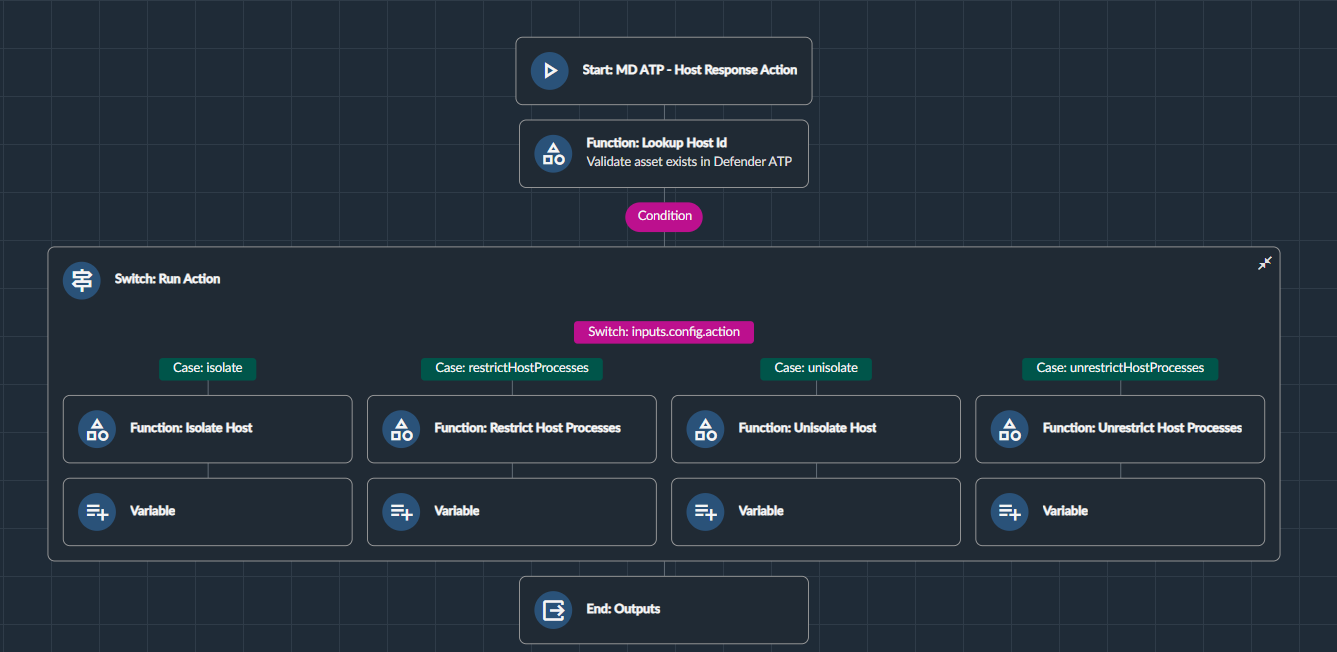 Start: MD ATP - Host Response Action
Function: Lookup Host Id
Validate asset exists in Defender ATP
Condition
Switch: Run Action
Switch: inputs.config.action
Case: isolate
Case: restrictHostProcesses
Case: unisolate
Case: unrestrictHostProcesses
Function: Isolate Host
Function: Restrict Host Processes
Function: UnIsolate Host
Function: Unrestrict Host Processes
Variable
Variable
Variable
Variable
End: Outputs